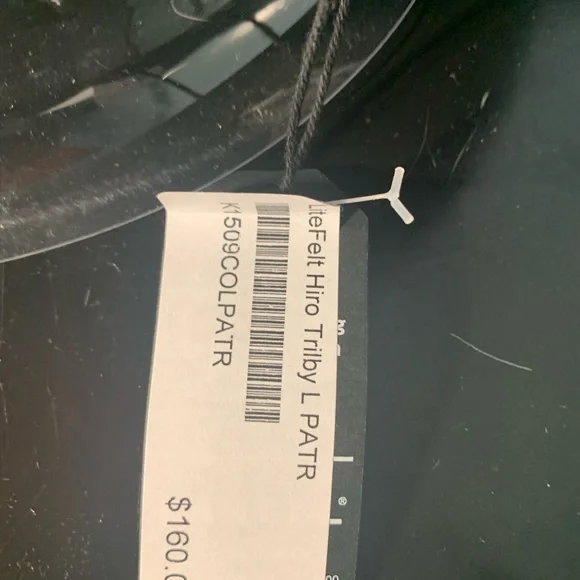 LiteFelt Hiro Trilby L PATR
K1509COLPATR
$160.0